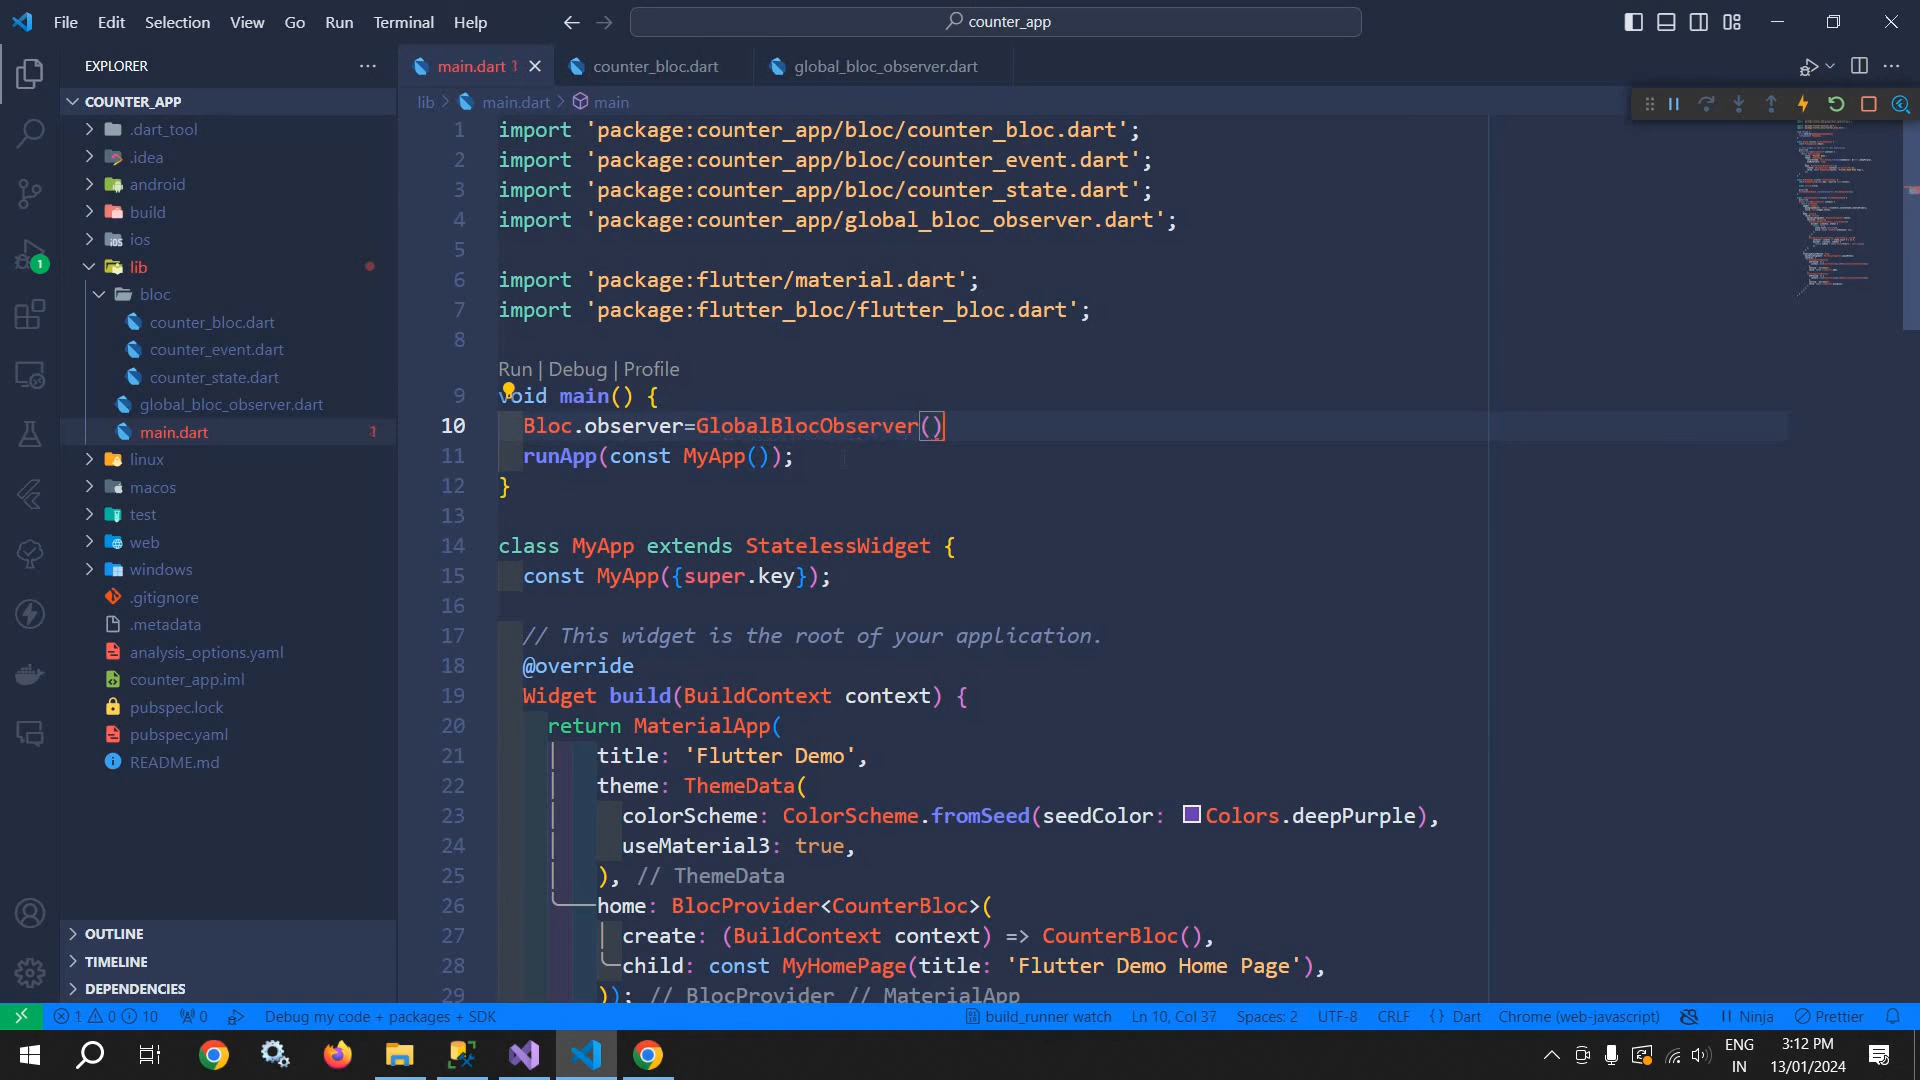 File Edit Selection View Go Run Terminal Help
counter_app
EXPLORER
COUNTER_APP
.dart_tool
.idea
android
build
ios
lib
bloc
counter_bloc.dart
counter_event.dart
counter_state.dart
global_bloc_observer.dart
main.dart 1
linux
macos
test
web
windows
.gitignore
.metadata
analysis_options.yaml
counter_app.iml
pubspec.lock
pubspec.yaml
README.md
OUTLINE
TIMELINE
DEPENDENCIES
1
main.dart 1 counter_bloc.dart global_bloc_observer.dart
lib main.dart main
1 import 'package:counter_app/bloc/counter_bloc.dart';
2 import 'package:counter_app/bloc/counter_event.dart';
3 import 'package:counter_app/bloc/counter_state.dart';
4 import 'package:counter_app/global_bloc_observer.dart';
5
6 import 'package:flutter/material.dart';
7 import 'package:flutter_bloc/flutter_bloc.dart';
8
Run | Debug | Profile
9 void main() {
10 Bloc.observer=GlobalBlocObserver()
11 runApp(const MyApp());
12 }
13
14 class MyApp extends StatelessWidget {
15 const MyApp({super.key});
16
17 // This widget is the root of your application.
18 @override
19 Widget build(BuildContext context) {
20 return MaterialApp(
21 title: 'Flutter Demo',
22 theme: ThemeData(
23 colorScheme: ColorScheme.fromSeed(seedColor: Colors.deepPurple),
24 useMaterial3: true,
25 ), // ThemeData
26 home: BlocProvider<CounterBloc>(
27 create: (BuildContext context) => CounterBloc(),
28 child: const MyHomePage(title: 'Flutter Demo Home Page'),
29 )); // BlocProvider // MaterialApp
1 0 10 0 Debug my code + packages + SDK build_runner watch Ln 10, Col 37 Spaces: 2 UTF-8 CRLF {} Dart Chrome (web-javascript) Ninja Prettier
ENG
IN
3:12 PM
13/01/2024